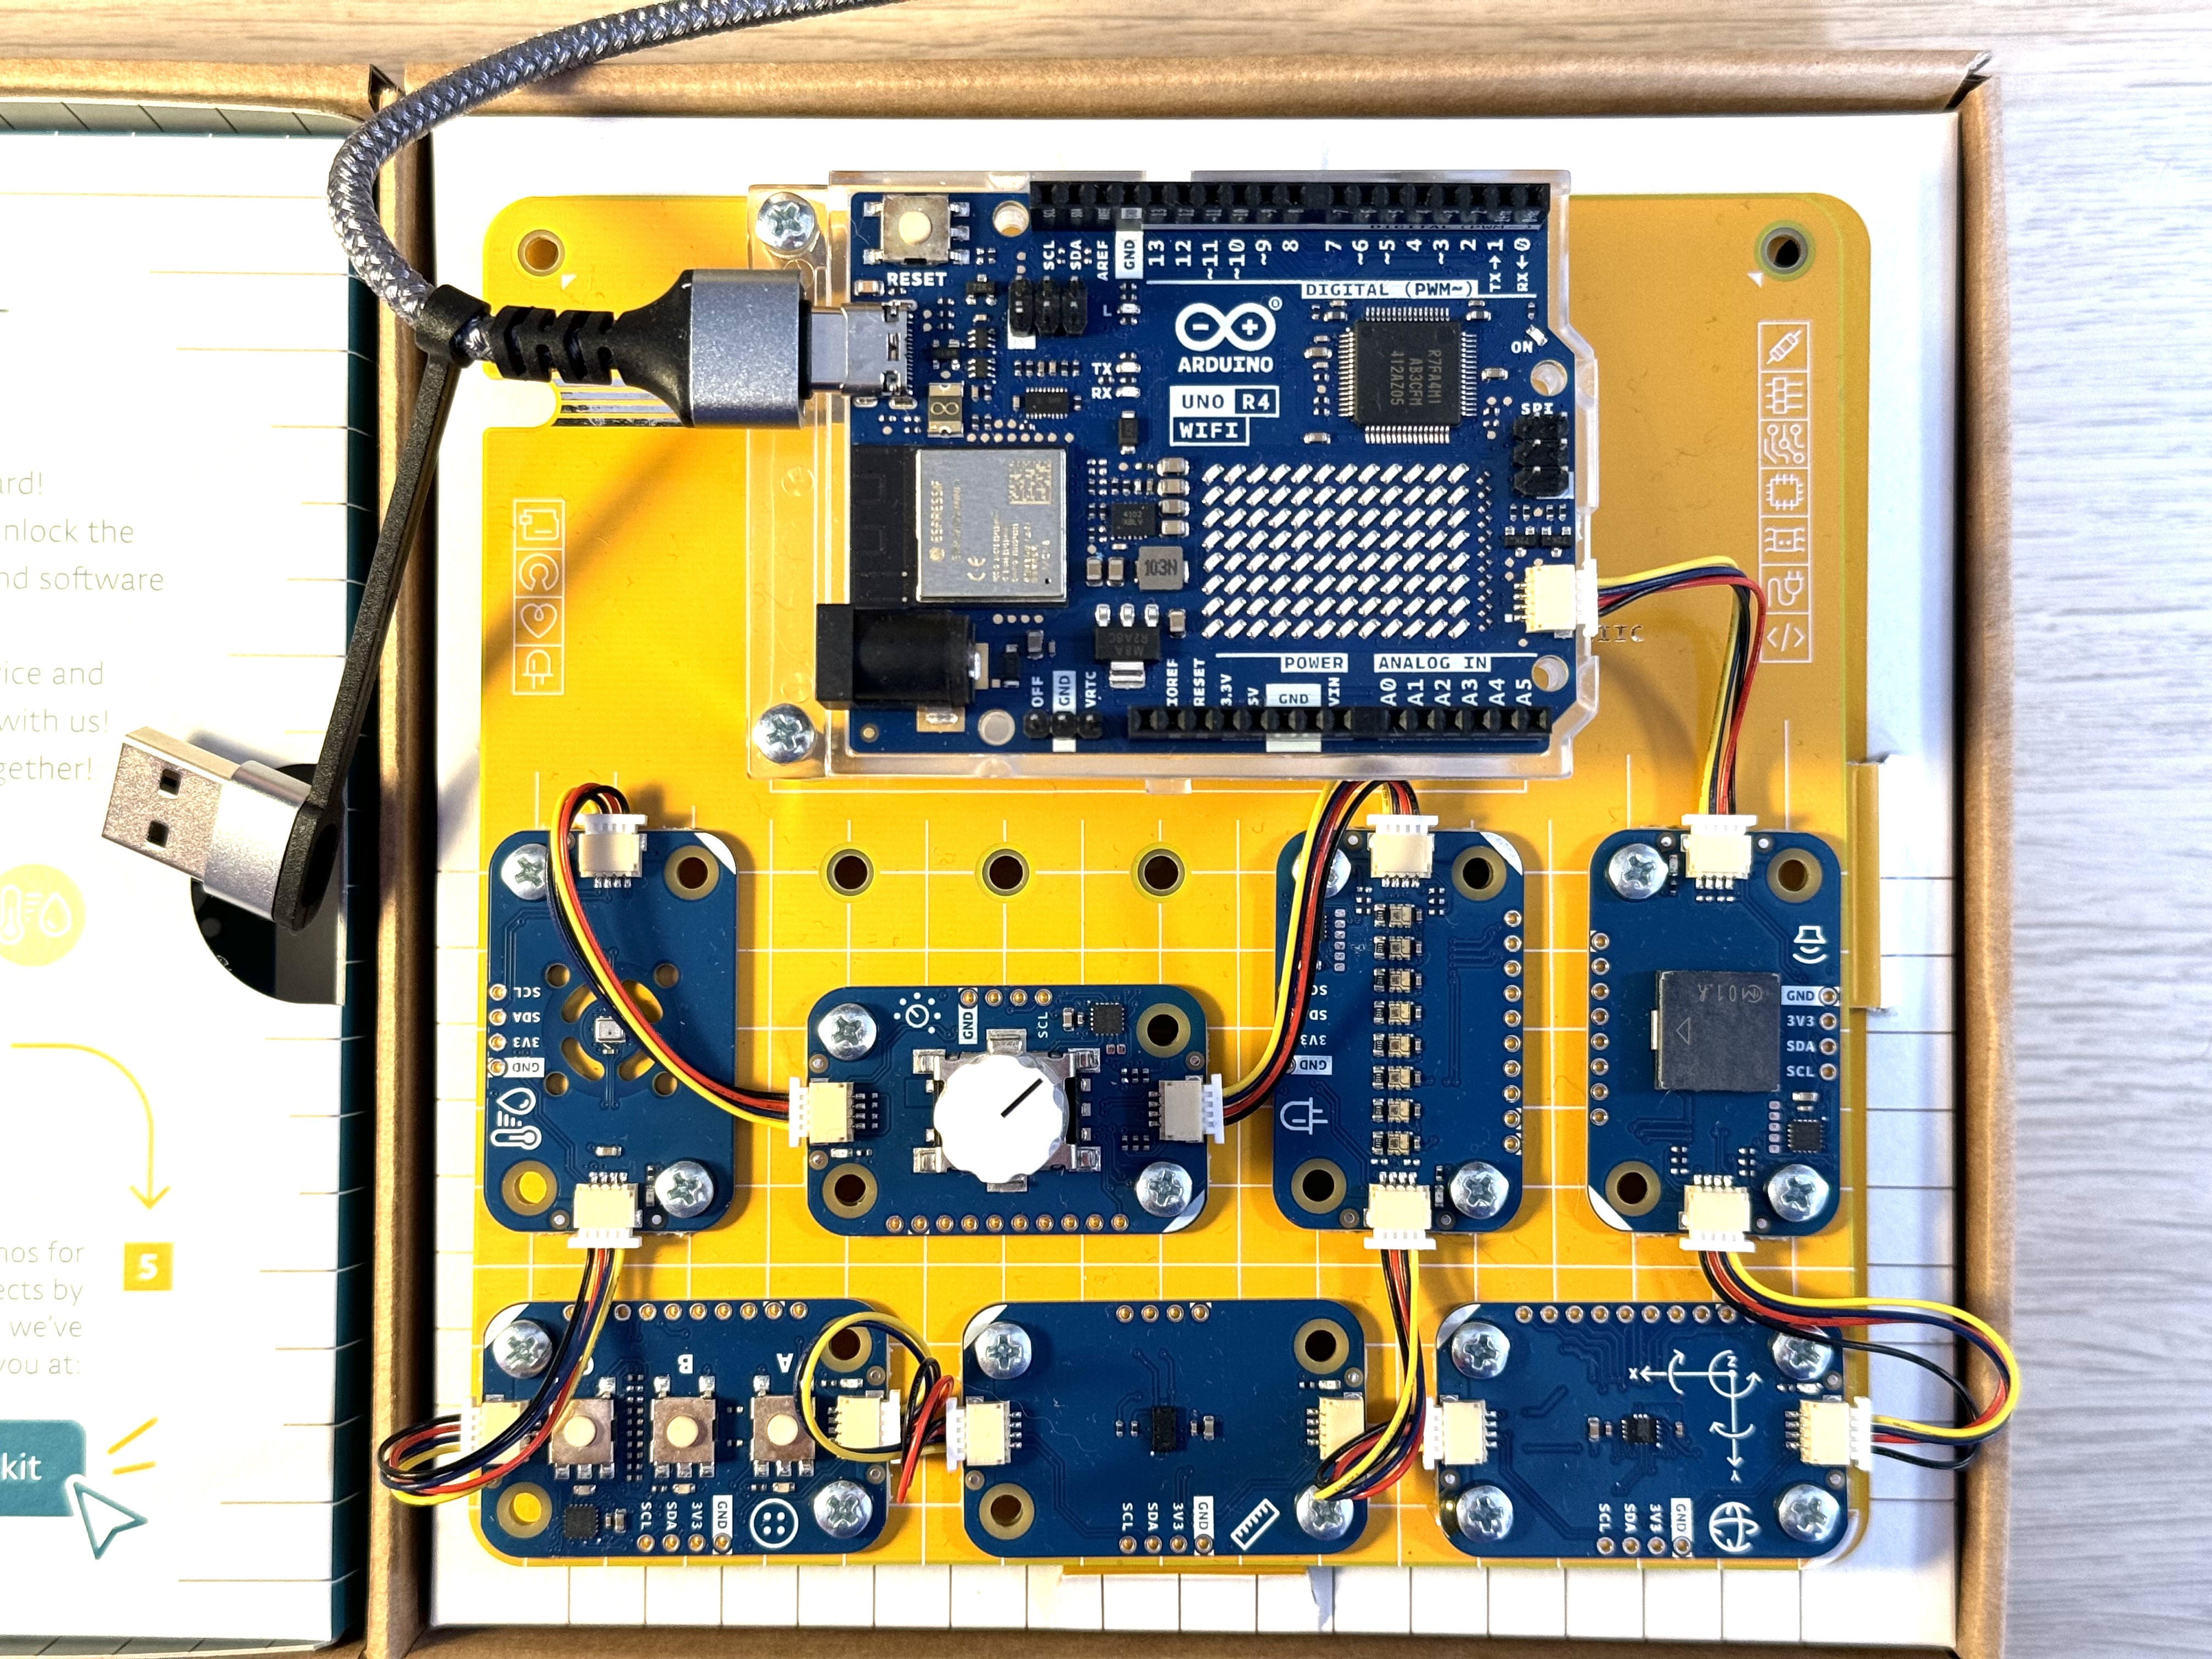 ard!
nlock the
nd software
vice and
with us!
gether!
nos for
ects by
we've
you at:
5
kit
RESET
SCL
SDA
AREF
GND
13
12
~11
~10
~9
8
7
~6
~5
4
~3
2
TX→1
RX←0
DIGITAL (PWM~)
L
TX
RX
ARDUINO
UNO R4
WIFI
ON
R7FA4M1
AB3CFM
412AZ05
SPI
ESPRESSIF
CE
103N
POWER
ANALOG IN
OFF
GND
VRTC
IOREF
RESET
3.3V
5V
GND
VIN
A0
A1
A2
A3
A4
A5
IIC
</>
SCL
SDA
3V3
GND
GND
SCL
3V3
GND
GND
3V3
SDA
SCL
B
A
SCL
SDA
3V3
GND
SCL
SDA
3V3
GND
X
SCL
SDA
3V3
GND